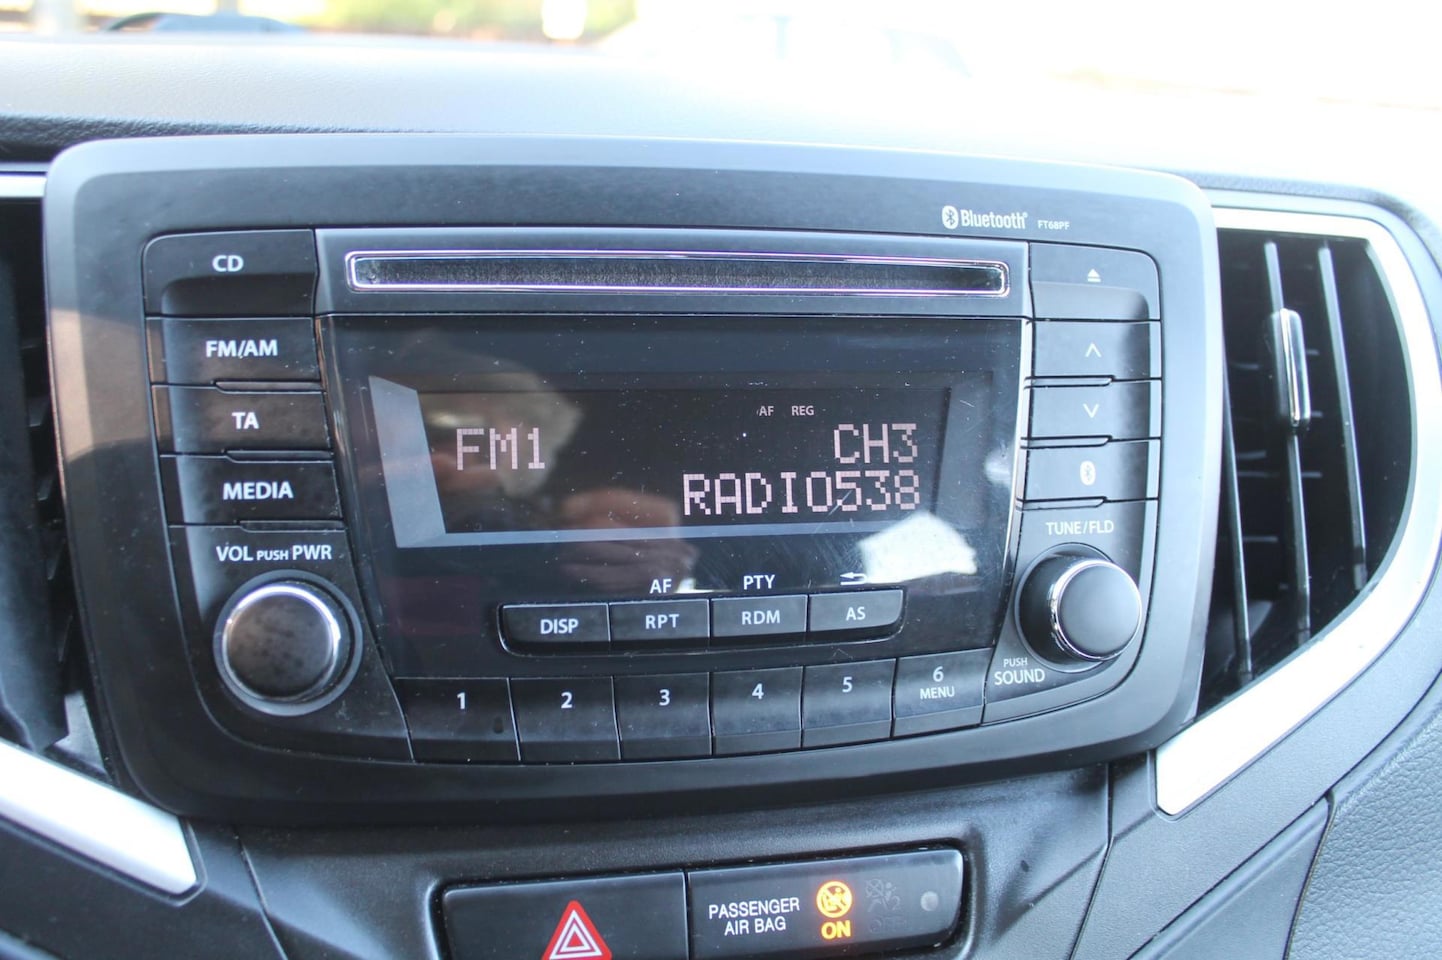 Bluetooth® FT68PF
CD
FM/AM
TA
MEDIA
VOL PUSH PWR
AF REG
FM1 CH3
RADIO538
TUNE/FLD
PUSH
SOUND
AF PTY
DISP RPT RDM AS
1 2 3 4 5 6
MENU
PASSENGER
AIR BAG
ON